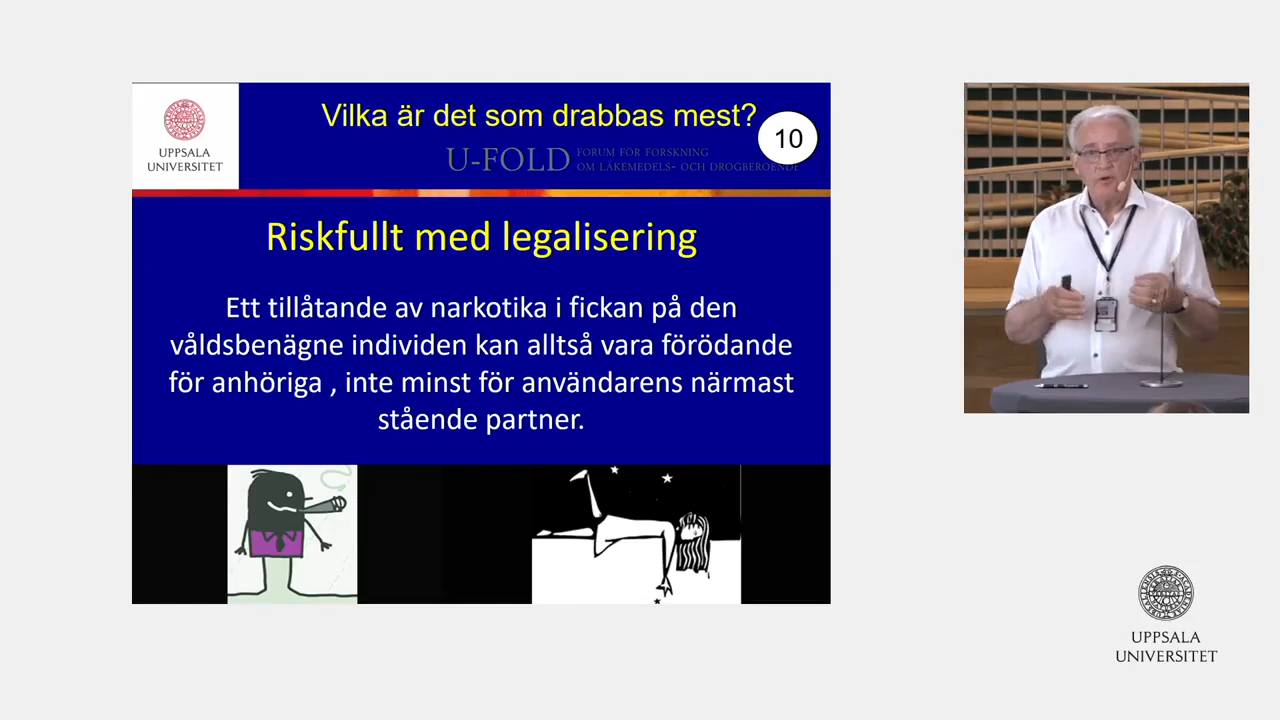 Vilka är det som drabbas mest?
10
UPPSALA
UNIVERSITET
U-FOLD
FORUM FÖR FORSKNING
OM LÄKEMEDELS- OCH DROGBEROENDE
Riskfullt med legalisering
Ett tillåtande av narkotika i fickan på den
våldsbenägne individen kan alltså vara förödande
för anhöriga , inte minst för användarens närmast
stående partner.
UPPSALA
UNIVERSITET